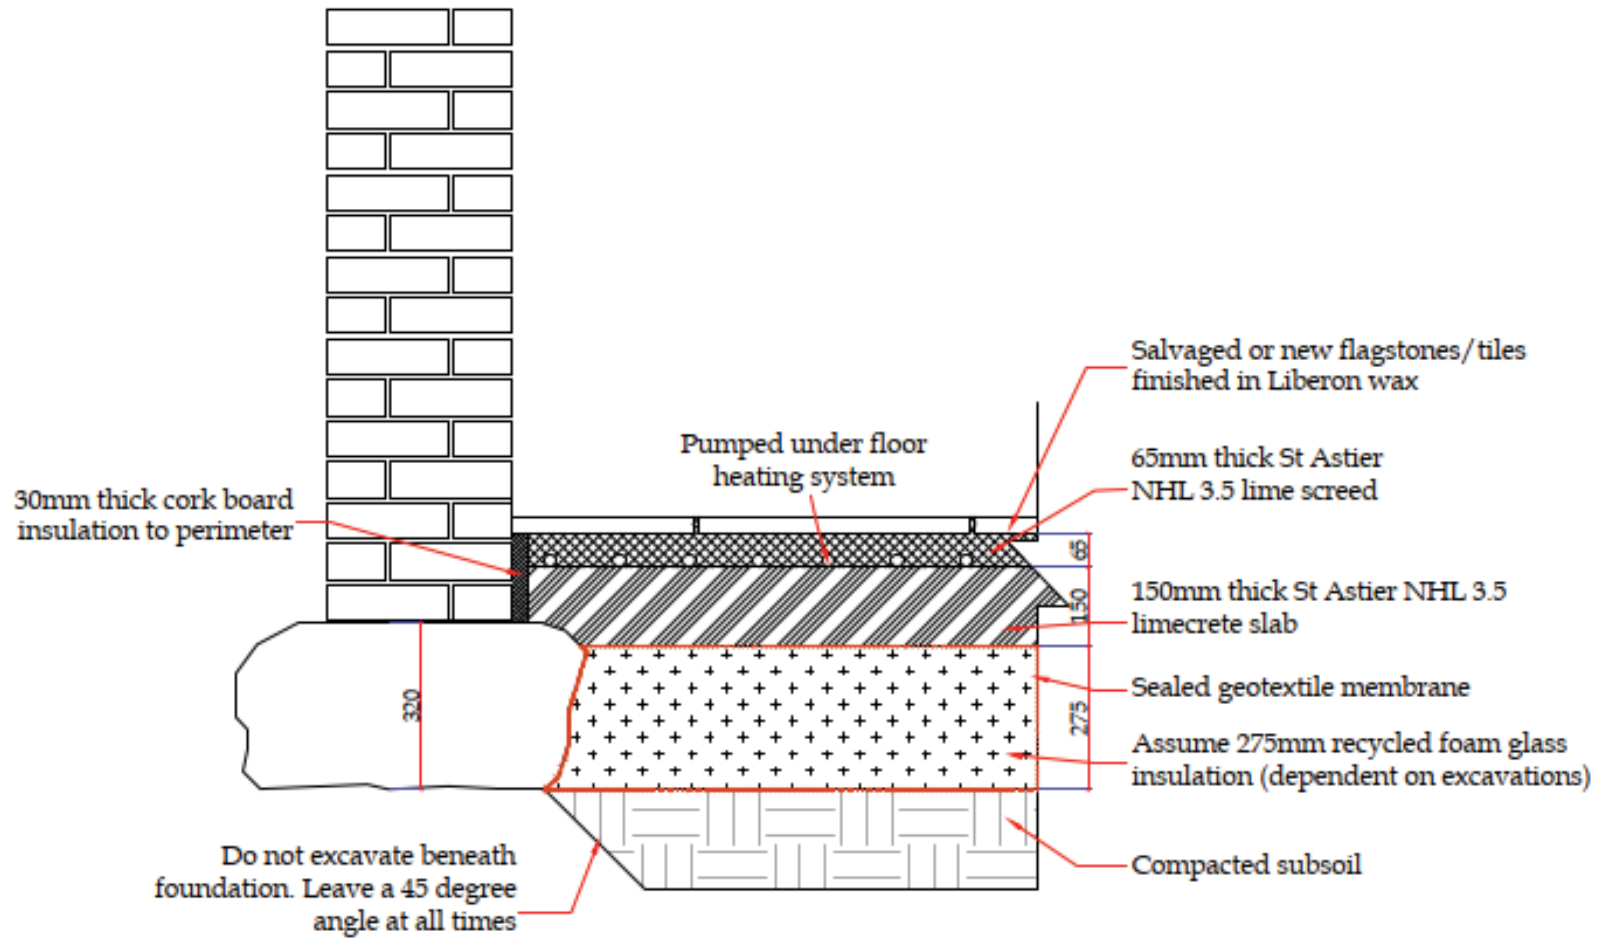 Salvaged or new flagstones/tiles
finished in Liberon wax
Pumped under floor
heating system
65mm thick St Astier
NHL 3.5 lime screed
30mm thick cork board
insulation to perimeter
65
150mm thick St Astier NHL 3.5
limecrete slab
150
Sealed geotextile membrane
320
275
Assume 275mm recycled foam glass
insulation (dependent on excavations)
Do not excavate beneath
foundation. Leave a 45 degree
angle at all times
Compacted subsoil